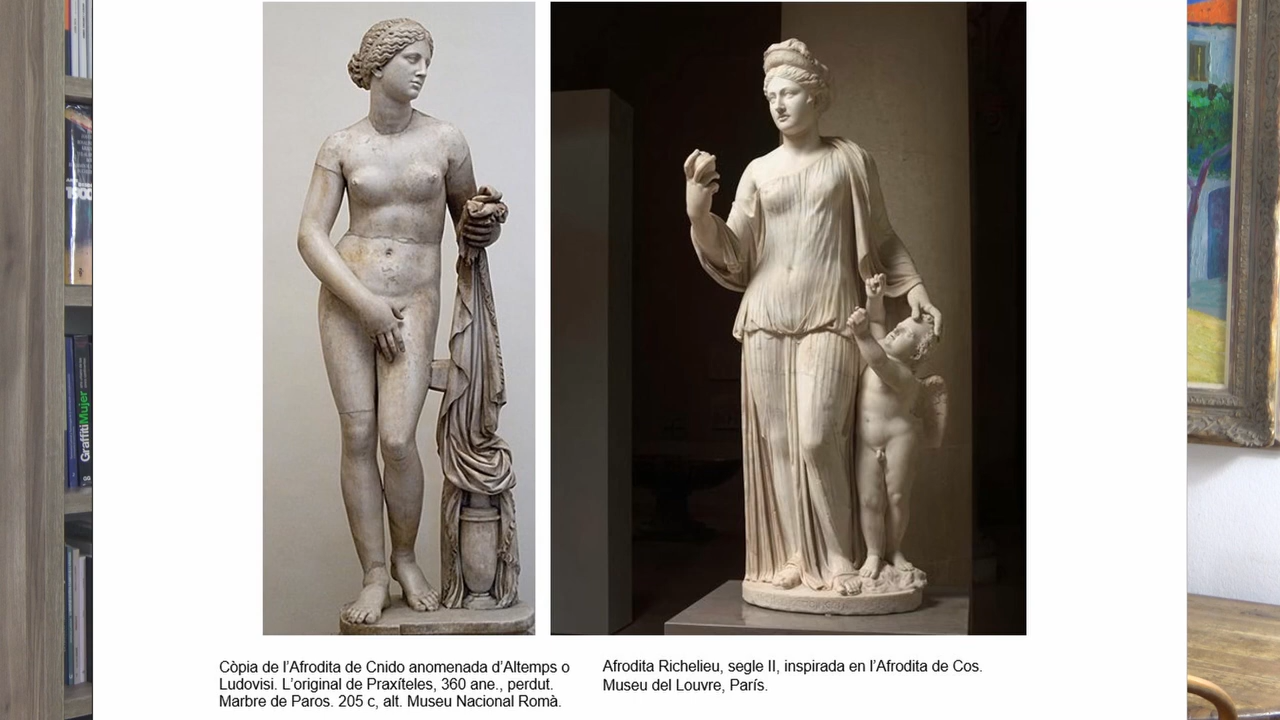 Còpia de l'Afrodita de Cnido anomenada d'Altemps o
Ludovisi. L'original de Praxíteles, 360 ane., perdut.
Marbre de Paros. 205 c, alt. Museu Nacional Romà.
Afrodita Richelieu, segle II, inspirada en l'Afrodita de Cos.
Museu del Louvre, París.
GraffitiMujer